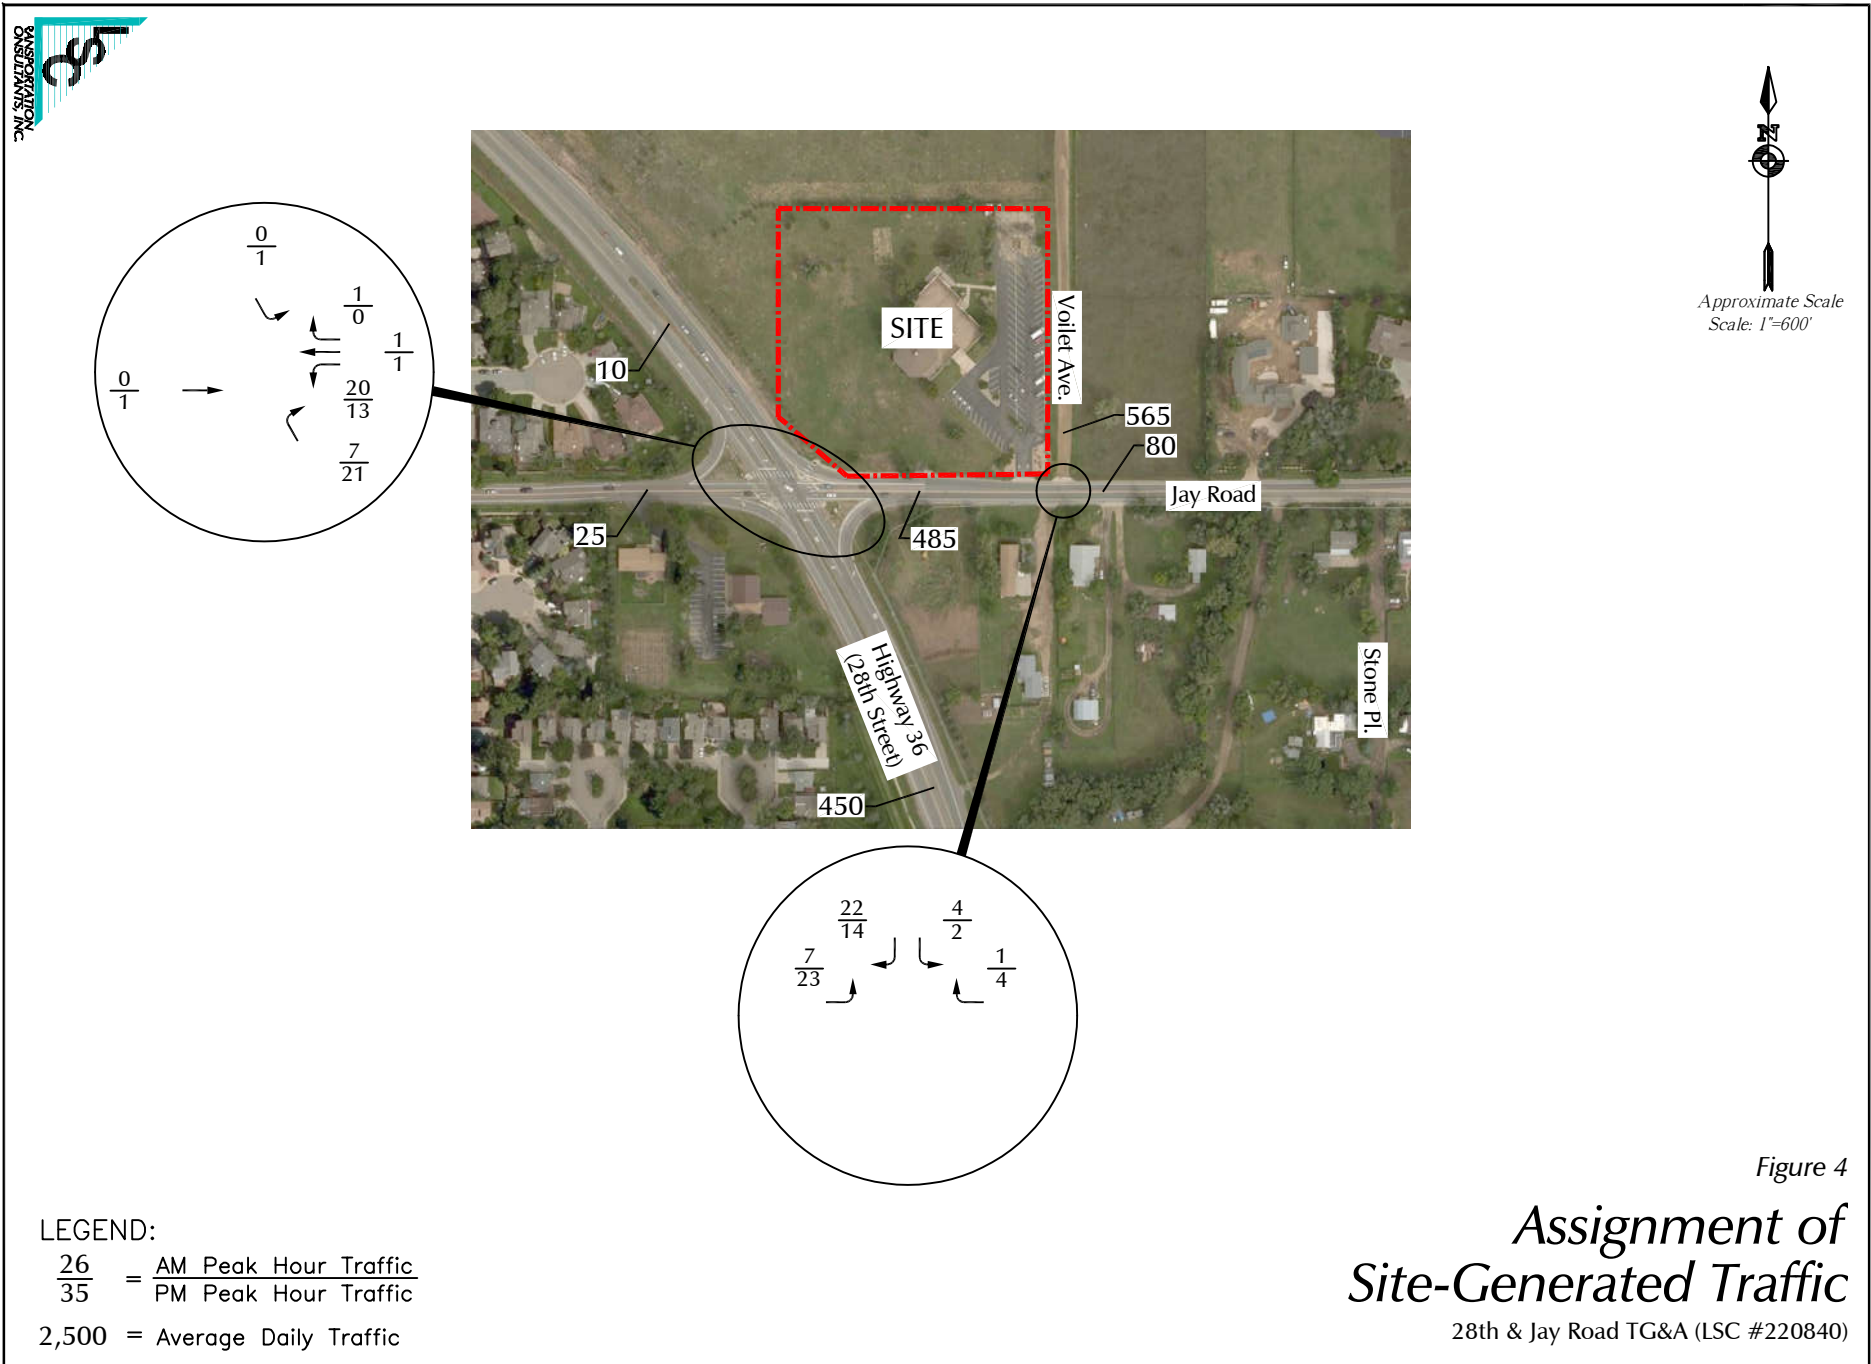 LSC
TRANSPORTATION
CONSULTANTS, INC.
N
Approximate Scale
Scale: 1"=600'
0
1
1
0
1
1
0
1
20
13
7
21
SITE
Voilet Ave.
10
565
80
Jay Road
25
485
Highway 36
(28th Street)
Stone Pl.
450
22
14
4
2
7
23
1
4
Figure 4
Assignment of
Site-Generated Traffic
28th & Jay Road TG&A (LSC #220840)
LEGEND:
26
35
= AM Peak Hour Traffic
PM Peak Hour Traffic
2,500 = Average Daily Traffic